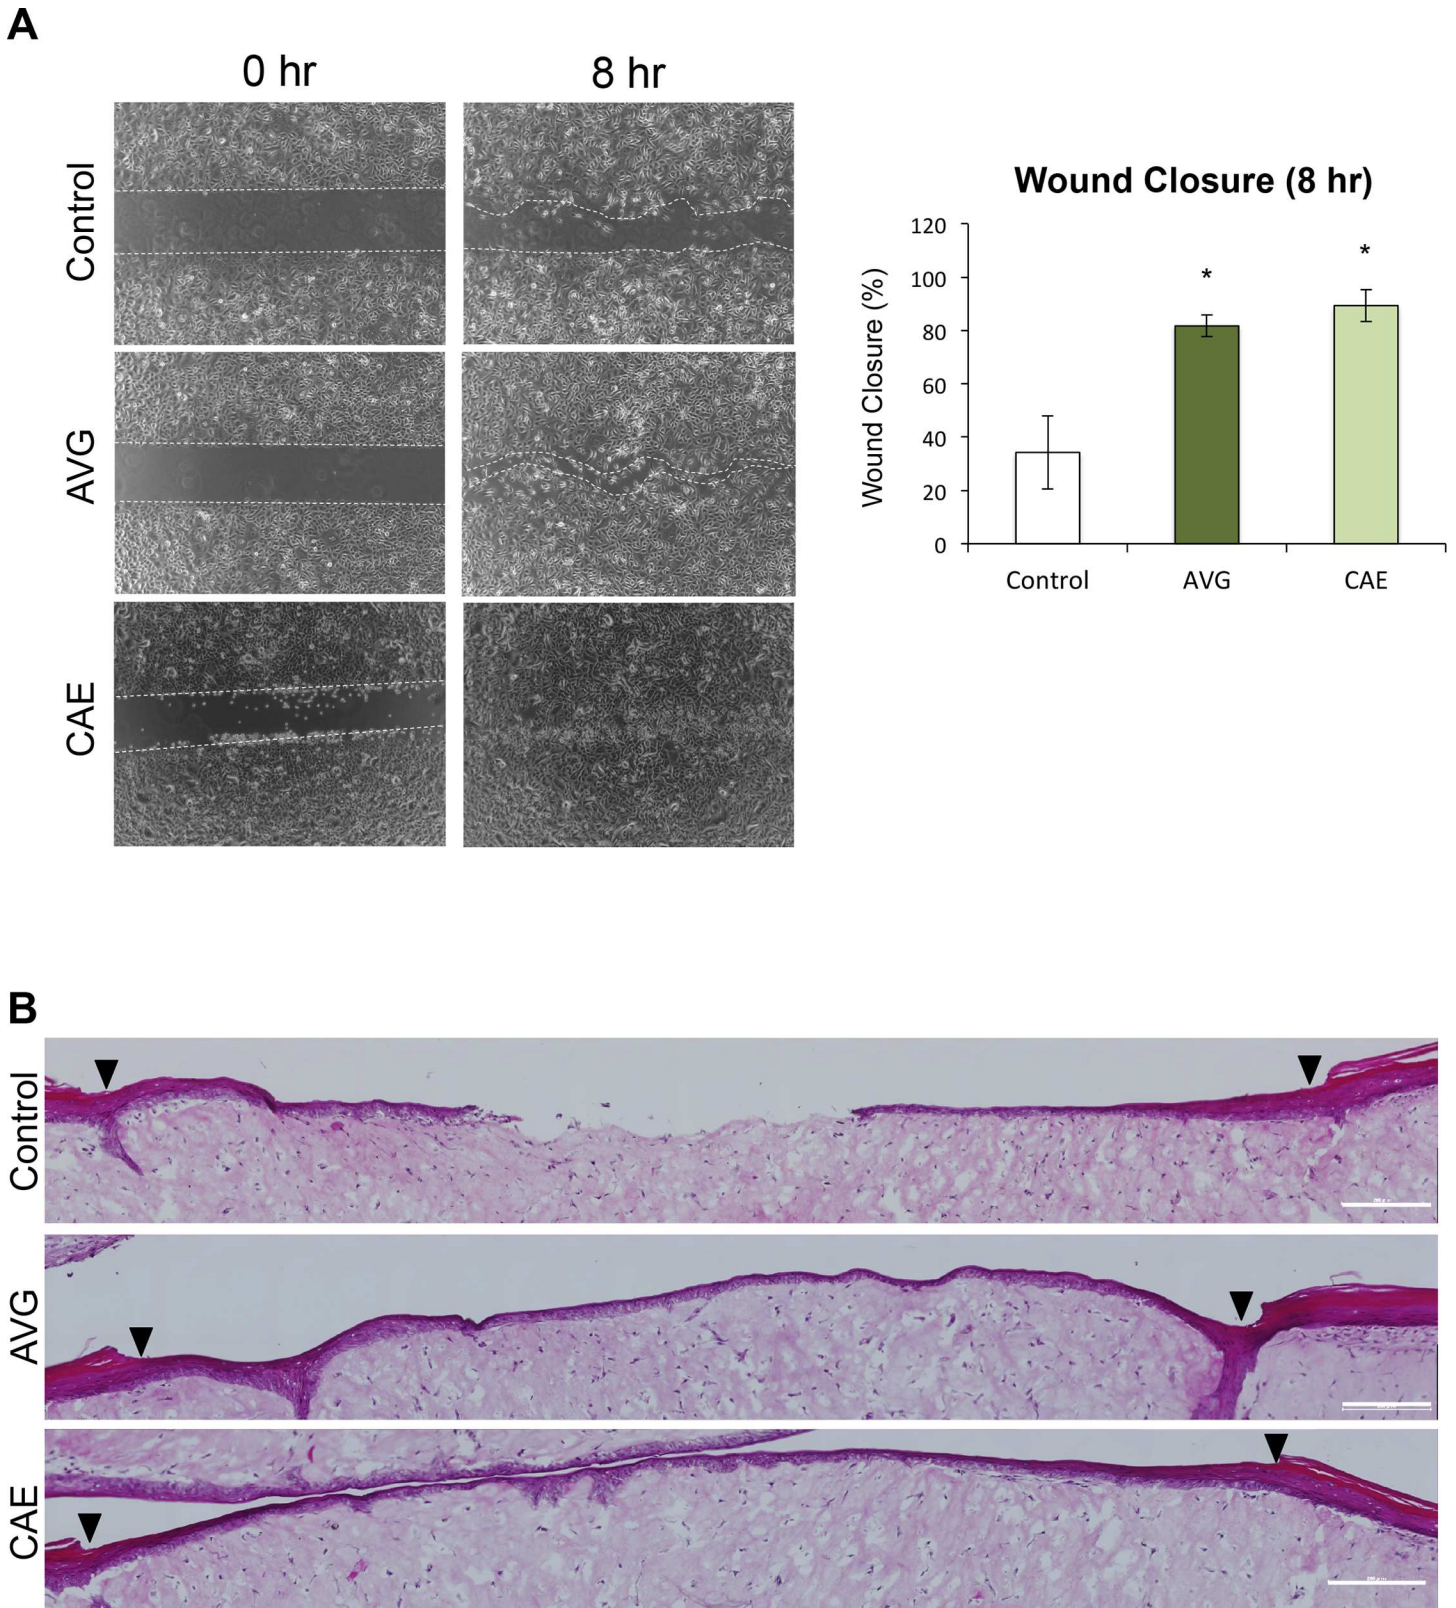 A
0 hr
8 hr
Control
AVG
CAE
Wound Closure (8 hr)
Wound Closure (%)
120
100
80
60
40
20
0
*
*
Control
AVG
CAE
B
Control
AVG
CAE